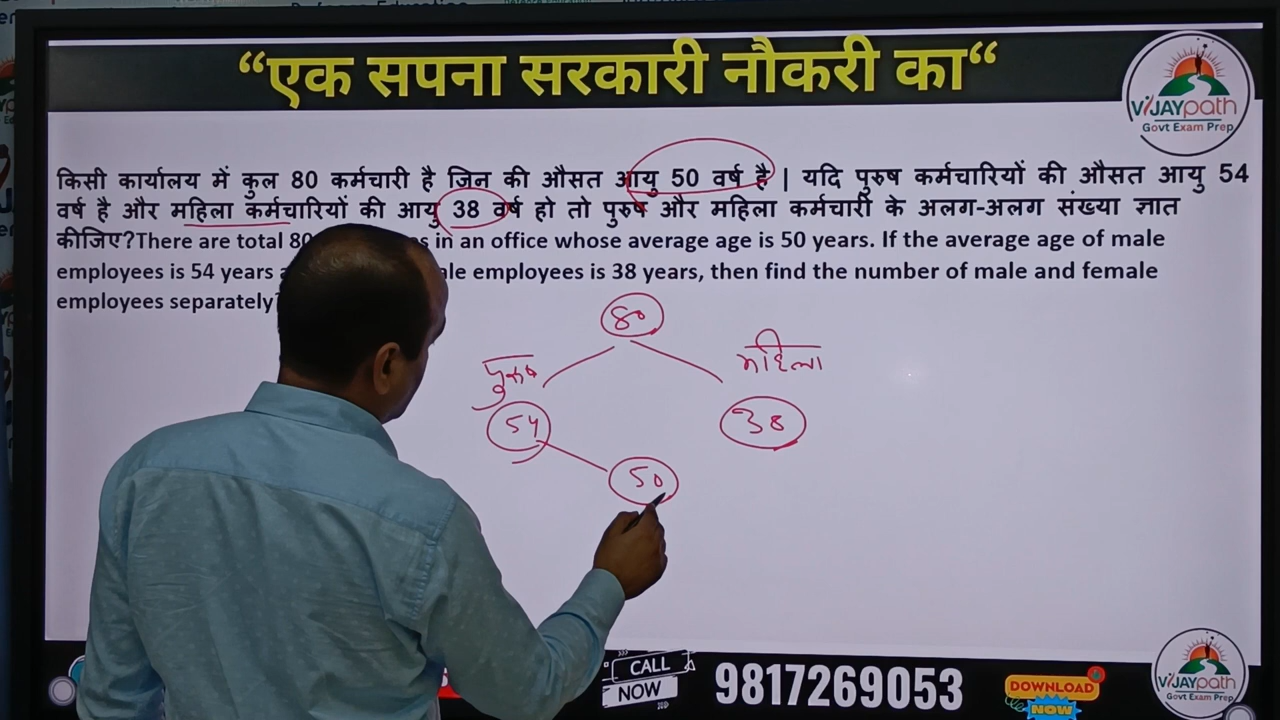 “एक सपना सरकारी नौकरी का“
VIJAYpath
Govt Exam Prep
किसी कार्यालय में कुल 80 कर्मचारी है जिन की औसत आयु 50 वर्ष है | यदि पुरुष कर्मचारियों की औसत आयु 54
वर्ष है और महिला कर्मचारियों की आयु 38 वर्ष हो तो पुरुष और महिला कर्मचारी के अलग-अलग संख्या ज्ञात
कीजिए?There are total 80 in an office whose average age is 50 years. If the average age of male
employees is 54 years employees is 38 years, then find the number of male and female
employees separately
80
पुरुष महिला
54 38
50
CALL NOW 9817269053 DOWNLOAD NOW
VIJAYpath
Govt Exam Prep